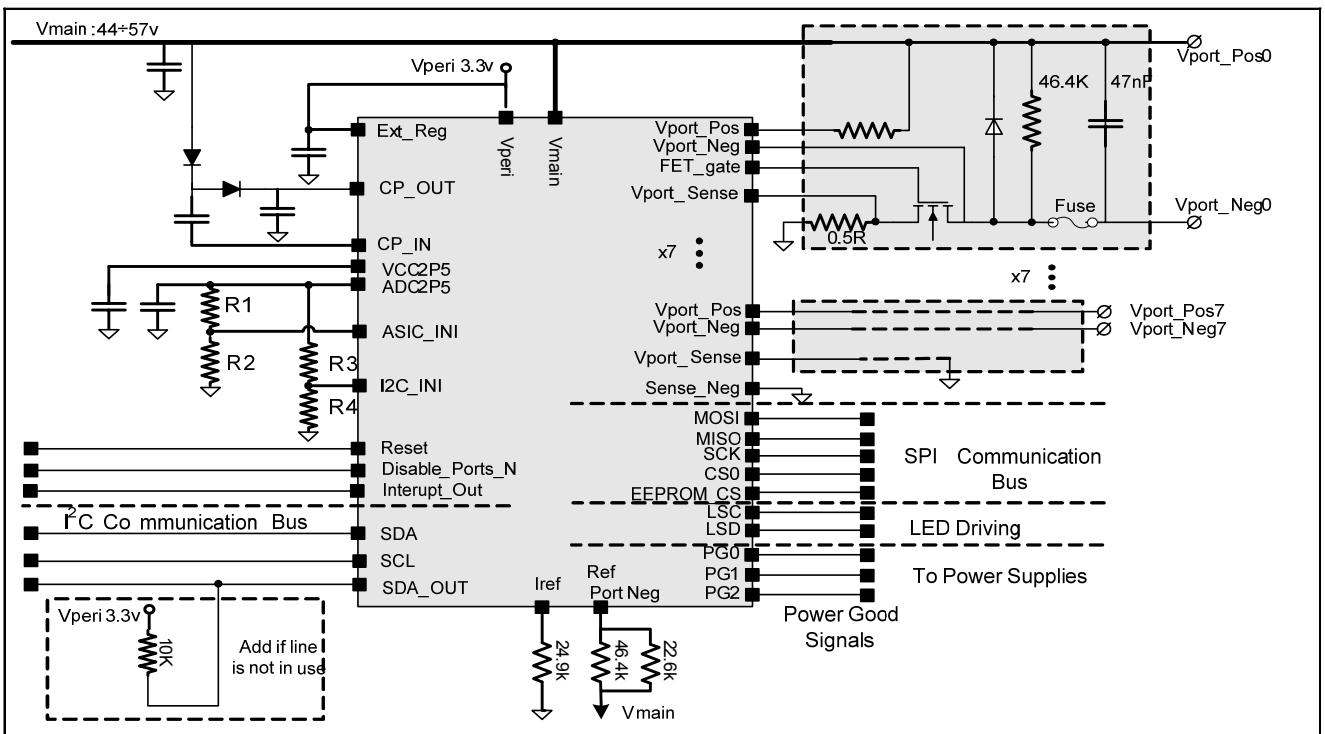 Vmain :44÷57v
Vperi 3.3v
Vport_Pos0
46.4K
47nF
Ext_Reg
Vperi
Vmain
Vport_Pos
Vport_Neg
FET_gate
Vport_Sense
CP_OUT
Fuse
Vport_Neg0
0.5R
CP_IN
x7
VCC2P5
ADC2P5
x7
R1
ASIC_INI
R2
R3
I2C_INI
R4
Vport_Pos
Vport_Neg
Vport_Pos7
Vport_Neg7
Vport_Sense
Sense_Neg
MOSI
MISO
SCK
CS0
EEPROM_CS
SPI Communication
Bus
Reset
Disable_Ports_N
Interupt_Out
LSC
LSD
LED Driving
I²C Co mmunication Bus
SDA
SCL
SDA_OUT
PG0
PG1
PG2
To Power Supplies
Power Good
Signals
Iref
Ref
Port Neg
24.9k
46.4k
22.6k
Vmain
Vperi 3.3v
10K
Add if line
is not in use